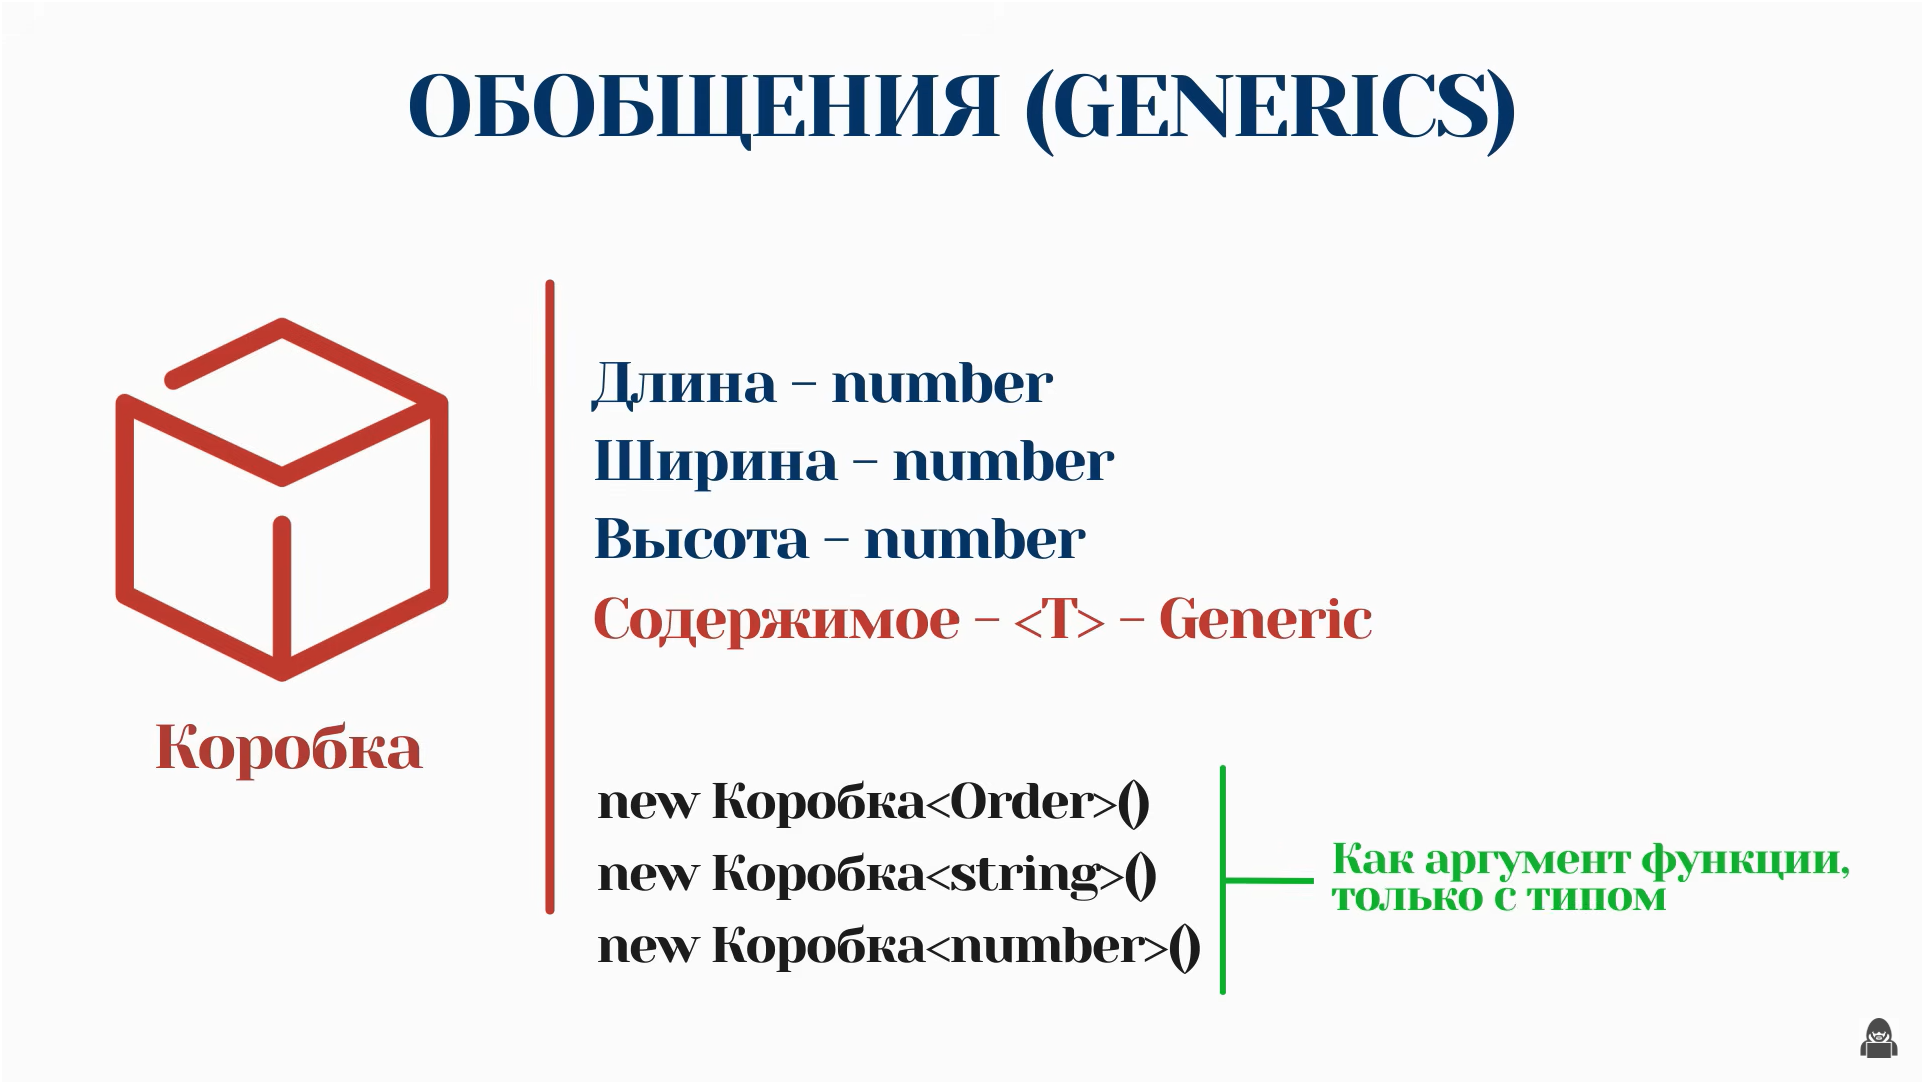 ОБОБЩЕНИЯ (GENERICS)
Коробка
Длина – number
Ширина – number
Высота – number
Содержимое – <T> – Generic
new Коробка<Order>()
new Коробка<string>()
new Коробка<number>()
Как аргумент функции,
только с типом